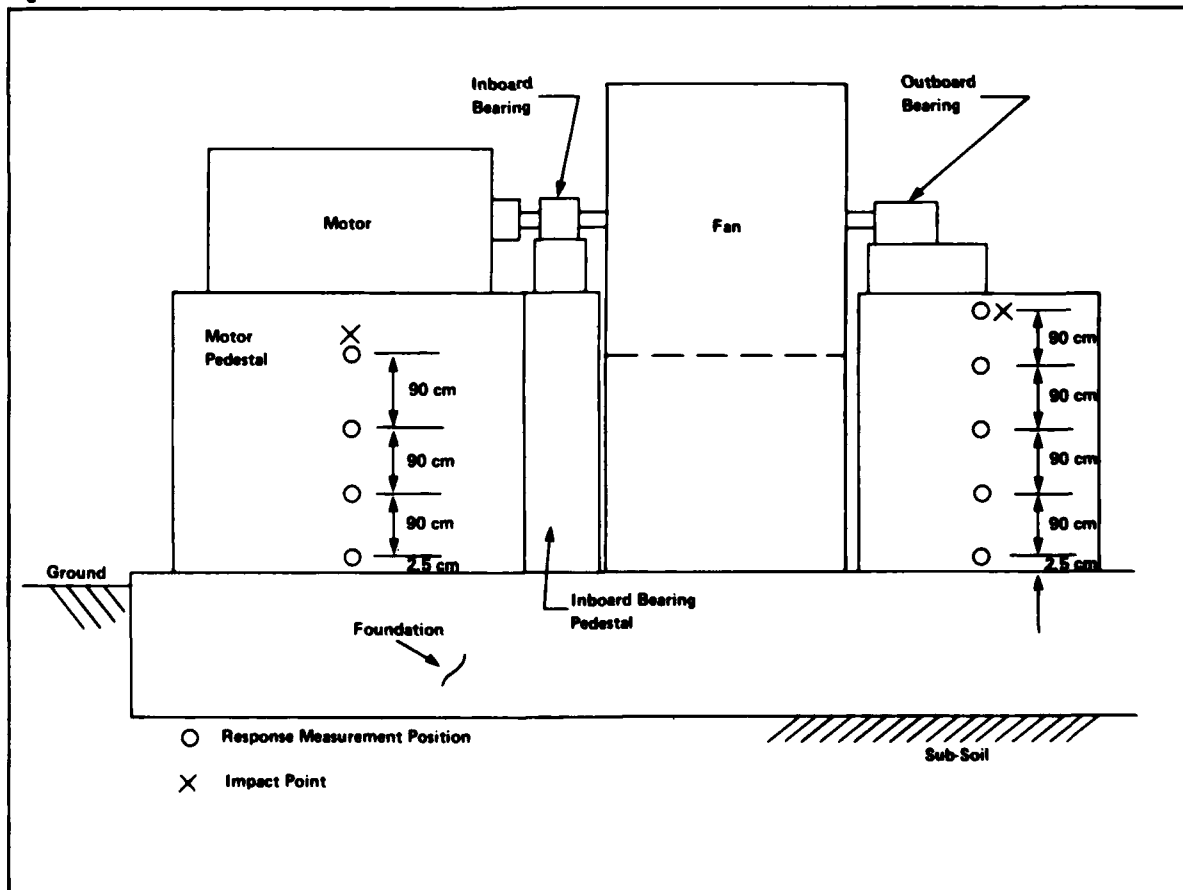 Inboard
Bearing
Outboard
Bearing
Motor
Fan
Motor
Pedestal
90 cm
90 cm
90 cm
2.5 cm
90 cm
90 cm
90 cm
90 cm
2.5 cm
Ground
Inboard Bearing
Pedestal
Foundation
Response Measurement Position
Sub-Soil
Impact Point